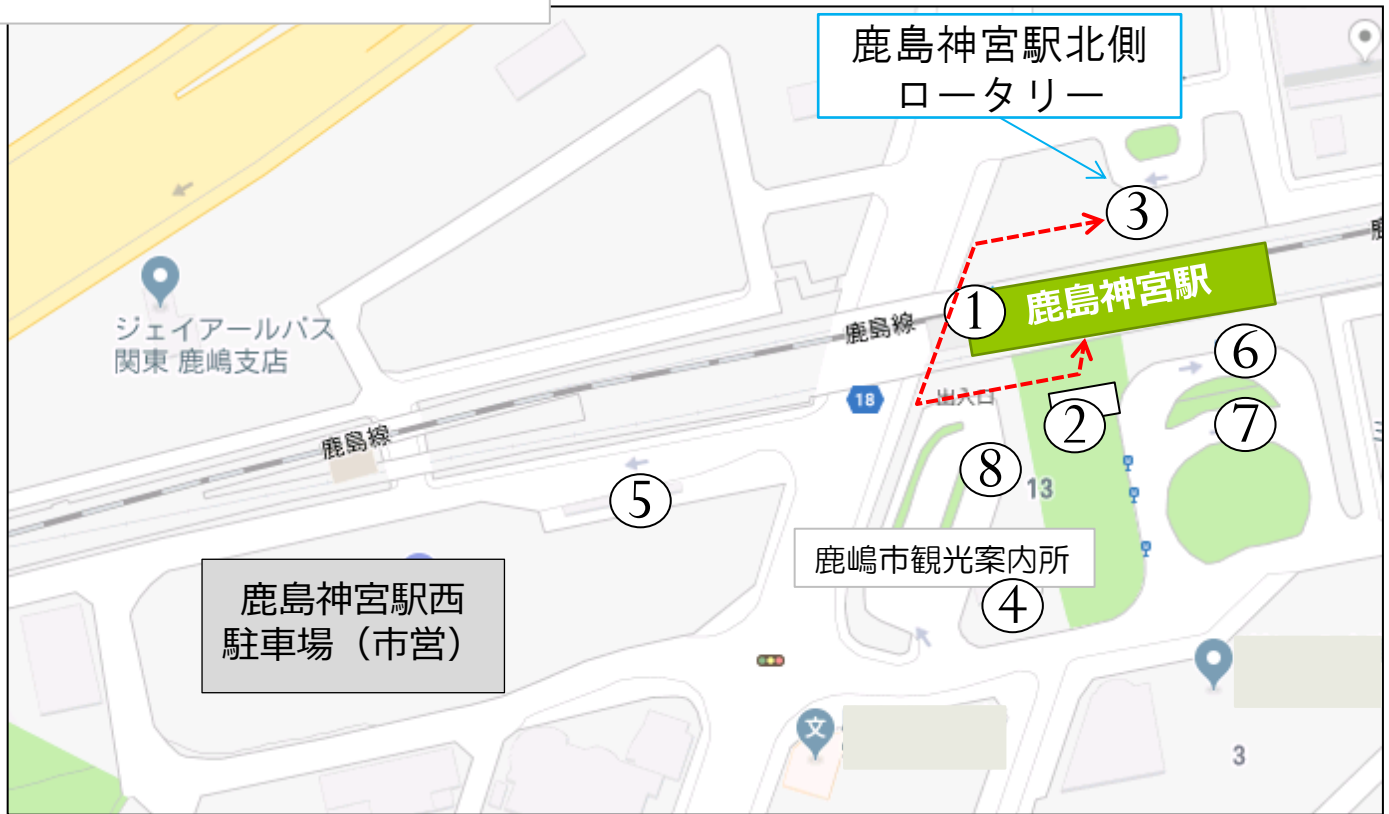 鹿島神宮駅北側
ロータリー
③
鹿
鹿島神宮駅
①
鹿島線
⑥
ジェイアールバス
関東 鹿嶋支店
18
出入口
②
⑦
鹿島線
⑧
13
⑤
鹿嶋市観光案内所
④
鹿島神宮駅西
駐車場（市営）
文
3